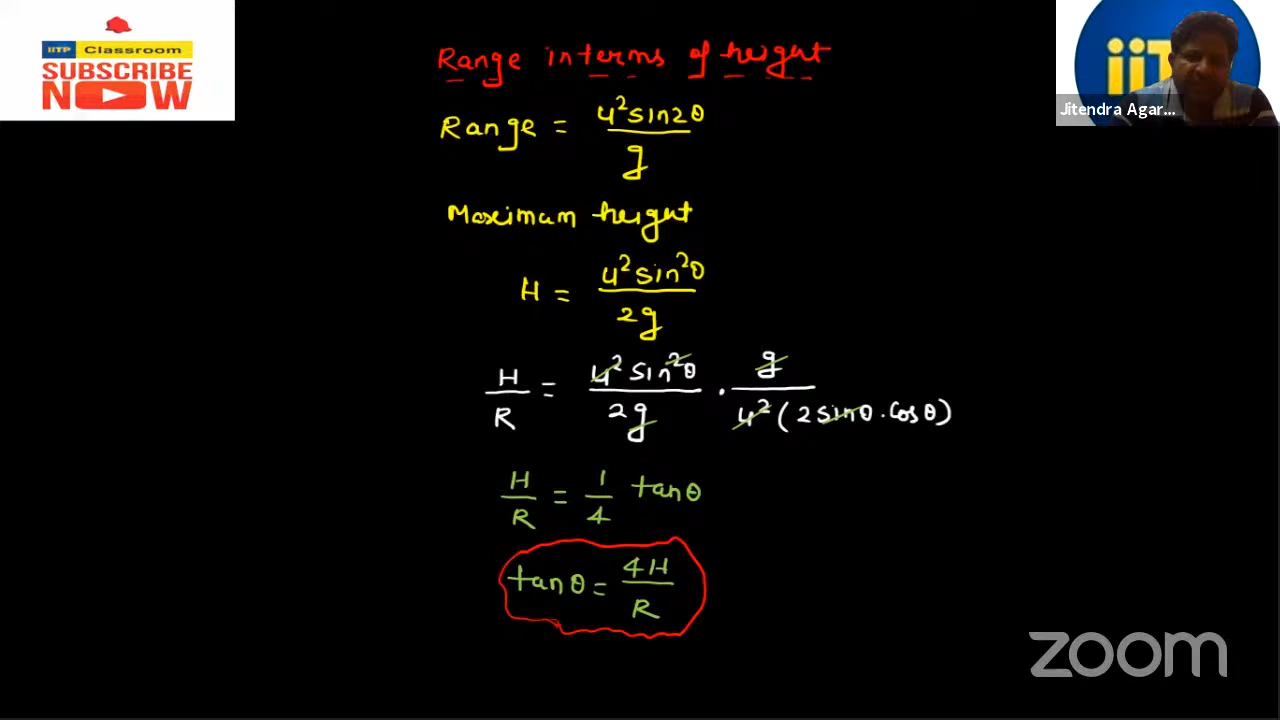 IITP Classroom
SUBSCRIBE
NOW
iiTP
Jitendra Agar...
Range interms of height
Range = u²sin2θ / g
Maximum height
H = u²sin²θ / 2g
H/R = u²sin²θ / 2g · g / u²(2sinθ·cosθ)
H/R = 1/4 tanθ
tanθ = 4H/R
zoom